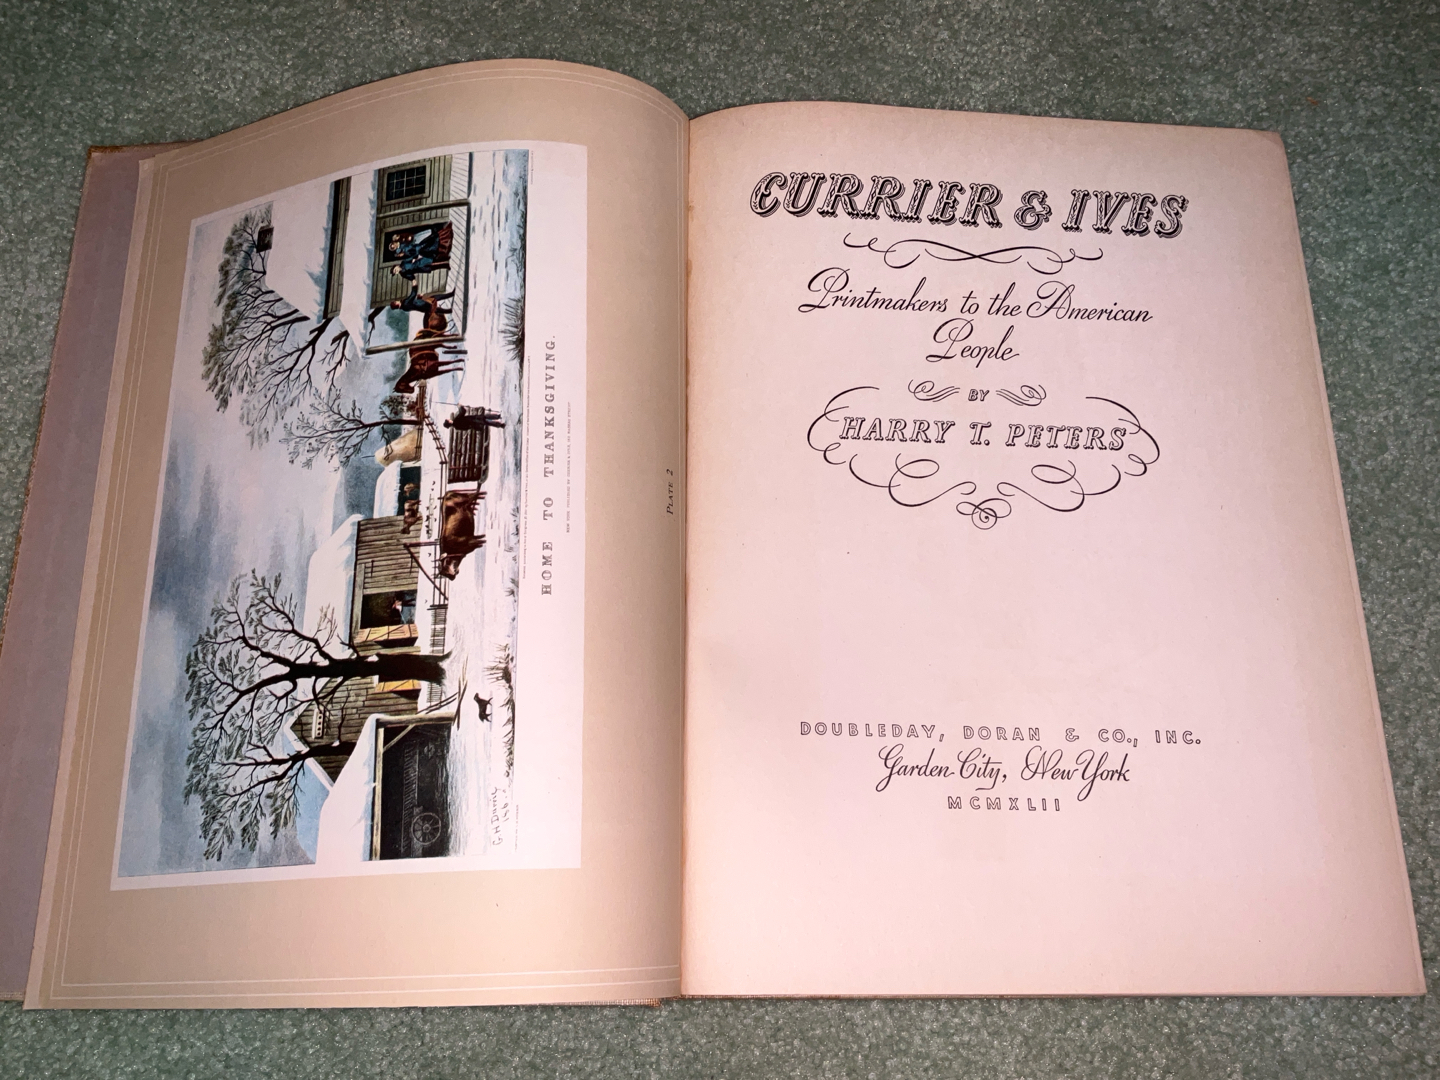 HOME TO THANKSGIVING.
PLATE 2
CURRIER & IVES
Printmakers to the American
People
BY
HARRY T. PETERS
DOUBLEDAY, DORAN & CO., INC.
Garden City, New York
MCMXLII